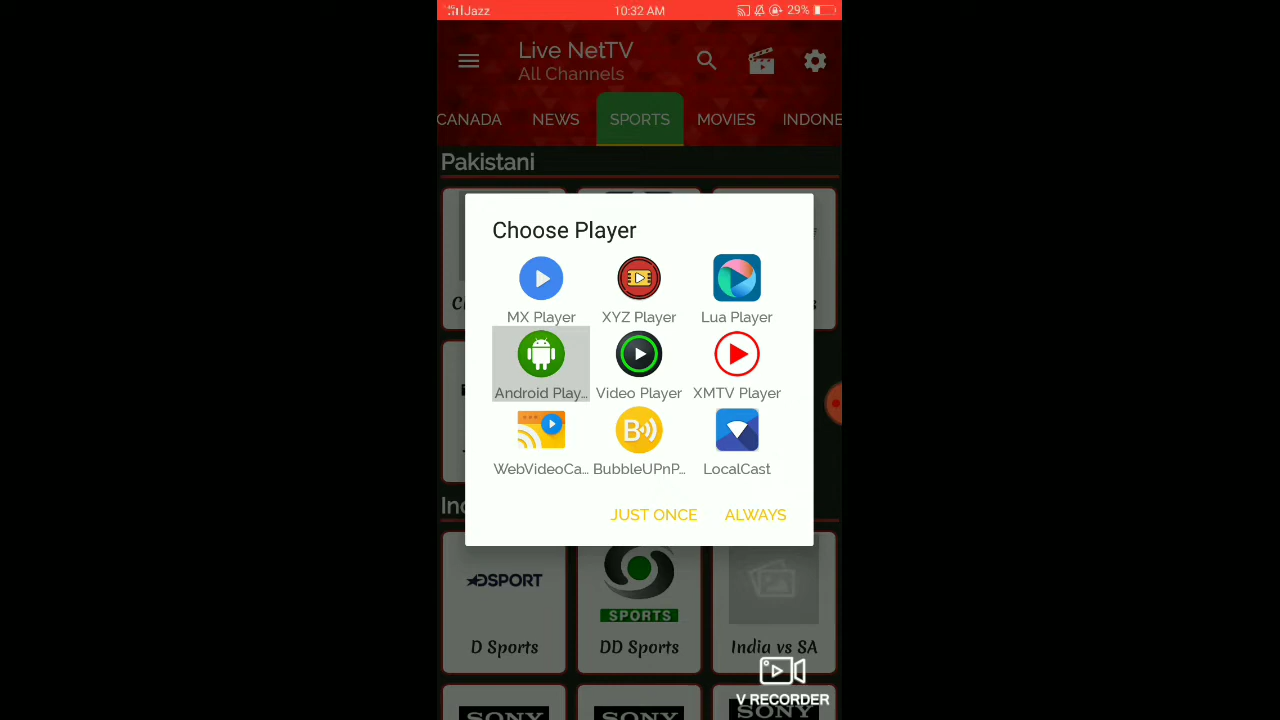 Jazz
10:32 AM
29%
Live NetTV
All Channels
CANADA
NEWS
SPORTS
MOVIES
INDONE
Pakistani
Choose Player
MX Player
XYZ Player
Lua Player
Android Play...
Video Player
XMTV Player
WebVideoCa...
BubbleUPnP...
LocalCast
JUST ONCE
ALWAYS
DSPORT
SPORTS
D Sports
DD Sports
India vs SA
V RECORDER
SONY
SONY
SONY